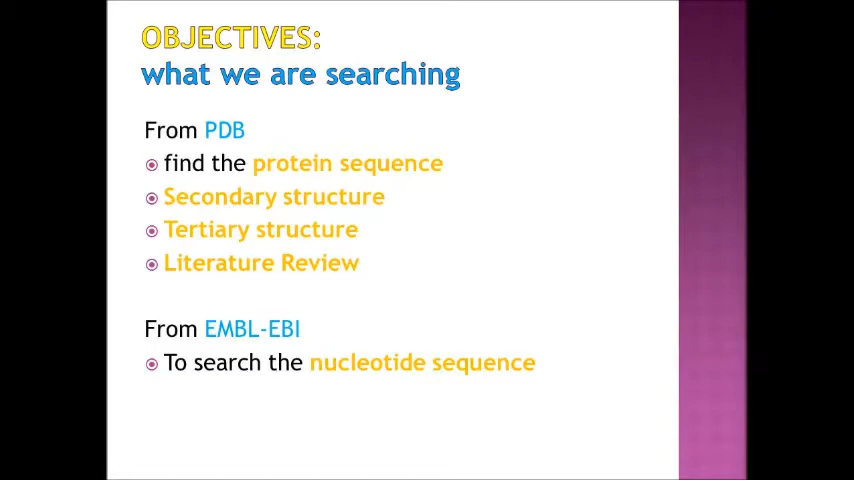 OBJECTIVES:
what we are searching
From PDB
find the protein sequence
Secondary structure
Tertiary structure
Literature Review
From EMBL-EBI
To search the nucleotide sequence